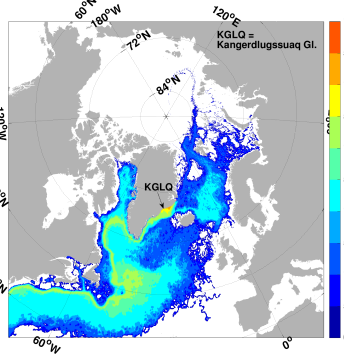 60°N
180°W
120°E
KGLQ =
Kangerdlugssuaq Gl.
72°N
84°N
KGLQ
60°W
0°